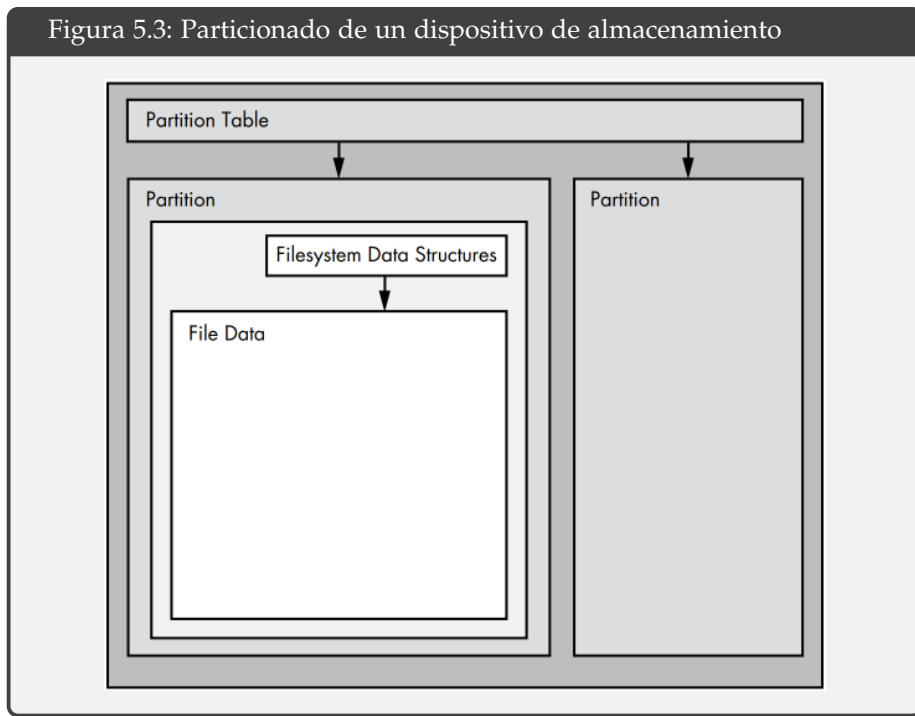 Figura 5.3: Particionado de un dispositivo de almacenamiento
Partition Table
Partition
Partition
Filesystem Data Structures
File Data